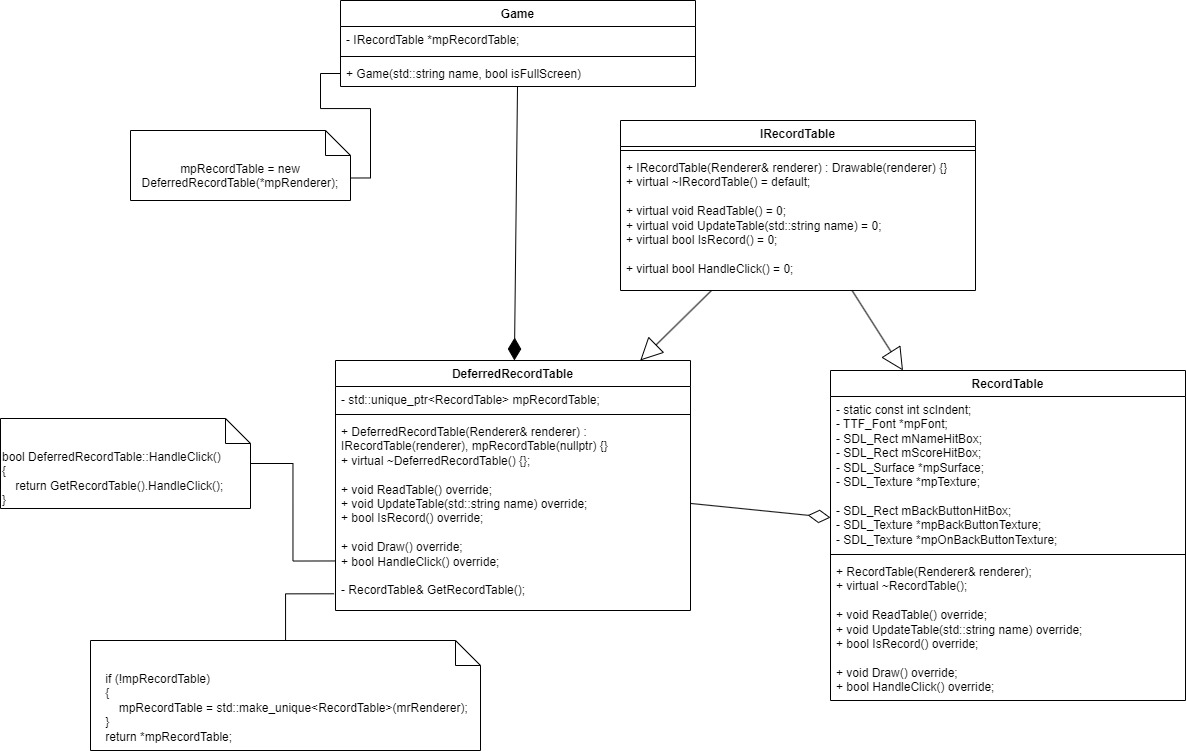 Game
- IRecordTable *mpRecordTable;
+ Game(std::string name, bool isFullScreen)
mpRecordTable = new
DeferredRecordTable(*mpRenderer);
IRecordTable
+ IRecordTable(Renderer& renderer) : Drawable(renderer) {}
+ virtual ~IRecordTable() = default;
+ virtual void ReadTable() = 0;
+ virtual void UpdateTable(std::string name) = 0;
+ virtual bool IsRecord() = 0;
+ virtual bool HandleClick() = 0;
DeferredRecordTable
- std::unique_ptr<RecordTable> mpRecordTable;
+ DeferredRecordTable(Renderer& renderer) :
IRecordTable(renderer), mpRecordTable(nullptr) {}
+ virtual ~DeferredRecordTable() {};
+ void ReadTable() override;
+ void UpdateTable(std::string name) override;
+ bool IsRecord() override;
+ void Draw() override;
+ bool HandleClick() override;
- RecordTable& GetRecordTable();
RecordTable
- static const int scIndent;
- TTF_Font *mpFont;
- SDL_Rect mNameHitBox;
- SDL_Rect mScoreHitBox;
- SDL_Surface *mpSurface;
- SDL_Texture *mpTexture;
- SDL_Rect mBackButtonHitBox;
- SDL_Texture *mpBackButtonTexture;
- SDL_Texture *mpOnBackButtonTexture;
+ RecordTable(Renderer& renderer);
+ virtual ~RecordTable();
+ void ReadTable() override;
+ void UpdateTable(std::string name) override;
+ bool IsRecord() override;
+ void Draw() override;
+ bool HandleClick() override;
bool DeferredRecordTable::HandleClick()
{
return GetRecordTable().HandleClick();
}
if (!mpRecordTable)
{
mpRecordTable = std::make_unique<RecordTable>(mrRenderer);
}
return *mpRecordTable;